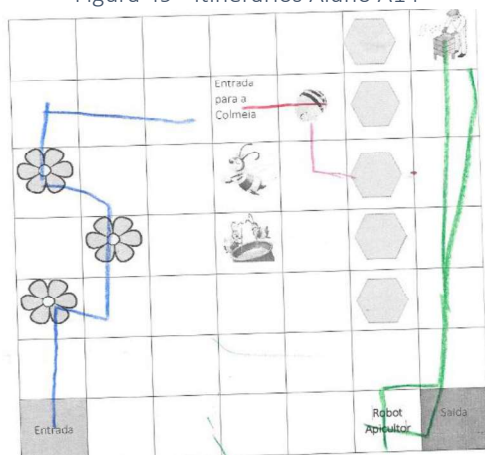 Figura 45 - Itinerários Aluno A14
Entrada
para a
Colmeia
Robot
Apicultor
Saída
Entrada